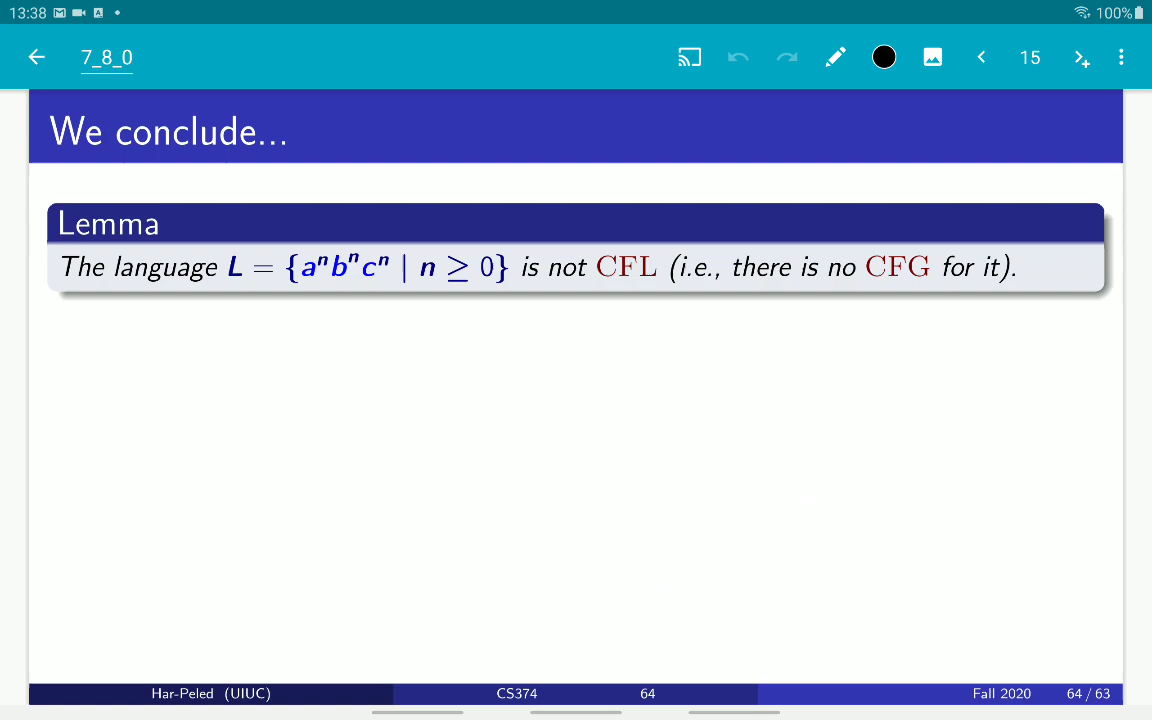 13:38 100%
7_8_0 15
We conclude...
Lemma
The language L = {aⁿbⁿcⁿ | n ≥ 0} is not CFL (i.e., there is no CFG for it).
Har-Peled (UIUC) CS374 64 Fall 2020 64 / 63